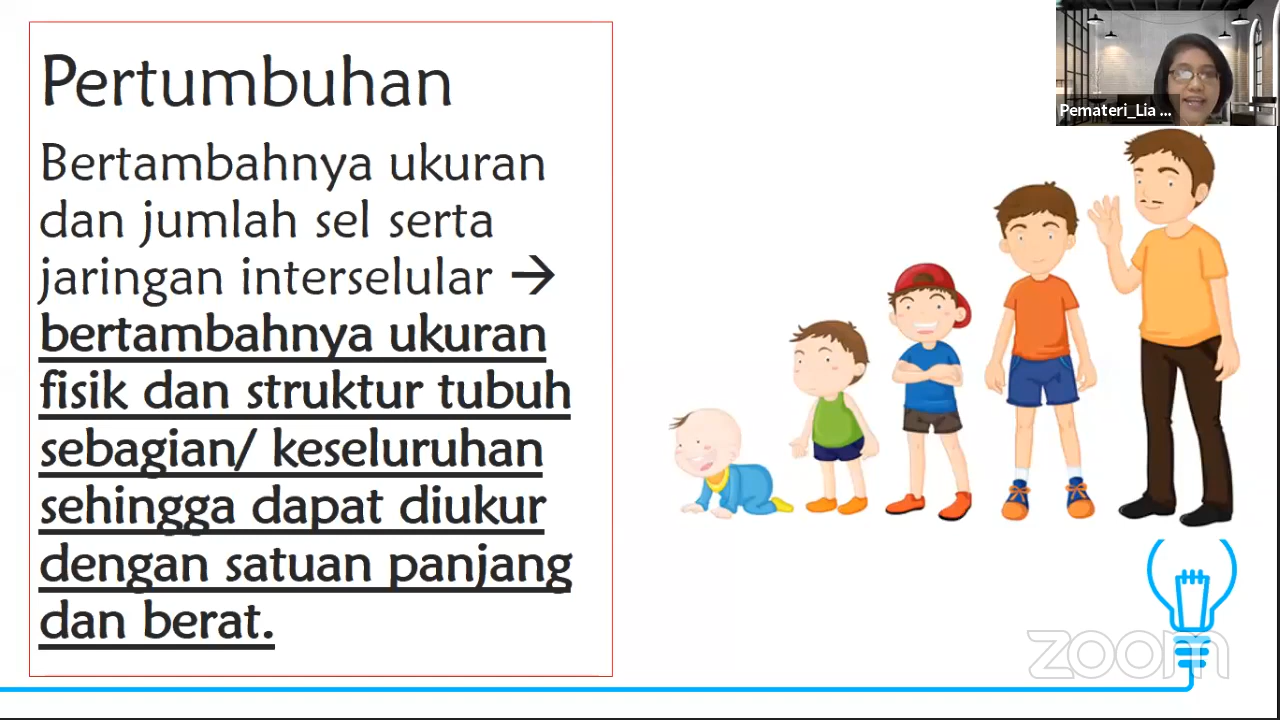 Pertumbuhan
Bertambahnya ukuran
dan jumlah sel serta
jaringan interselular →
bertambahnya ukuran
fisik dan struktur tubuh
sebagian/ keseluruhan
sehingga dapat diukur
dengan satuan panjang
dan berat.
Pemateri_Lia ...
zoom